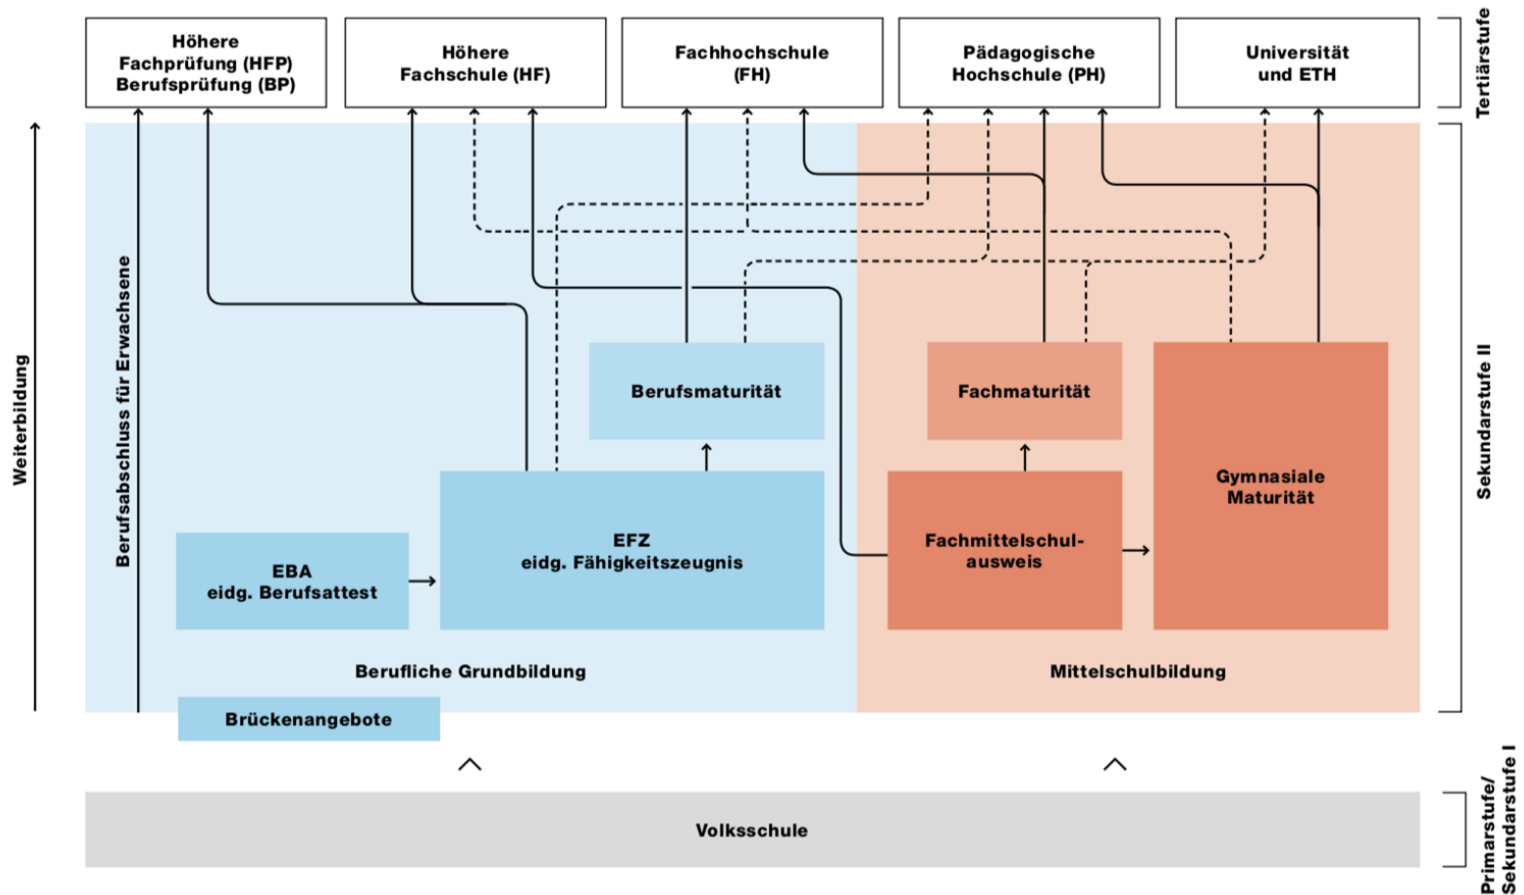 Höhere
Fachprüfung (HFP)
Berufsprüfung (BP)
Höhere
Fachschule (HF)
Fachhochschule
(FH)
Pädagogische
Hochschule (PH)
Universität
und ETH
Tertiärstufe
Weiterbildung
Berufsabschluss für Erwachsene
Sekundarstufe II
Berufsmaturität
Fachmaturität
Gymnasiale
Maturität
EFZ
eidg. Fähigkeitszeugnis
Fachmittelschul-
ausweis
EBA
eidg. Berufsattest
Berufliche Grundbildung
Mittelschulbildung
Brückenangebote
Volksschule
Primarstufe/
Sekundarstufe I